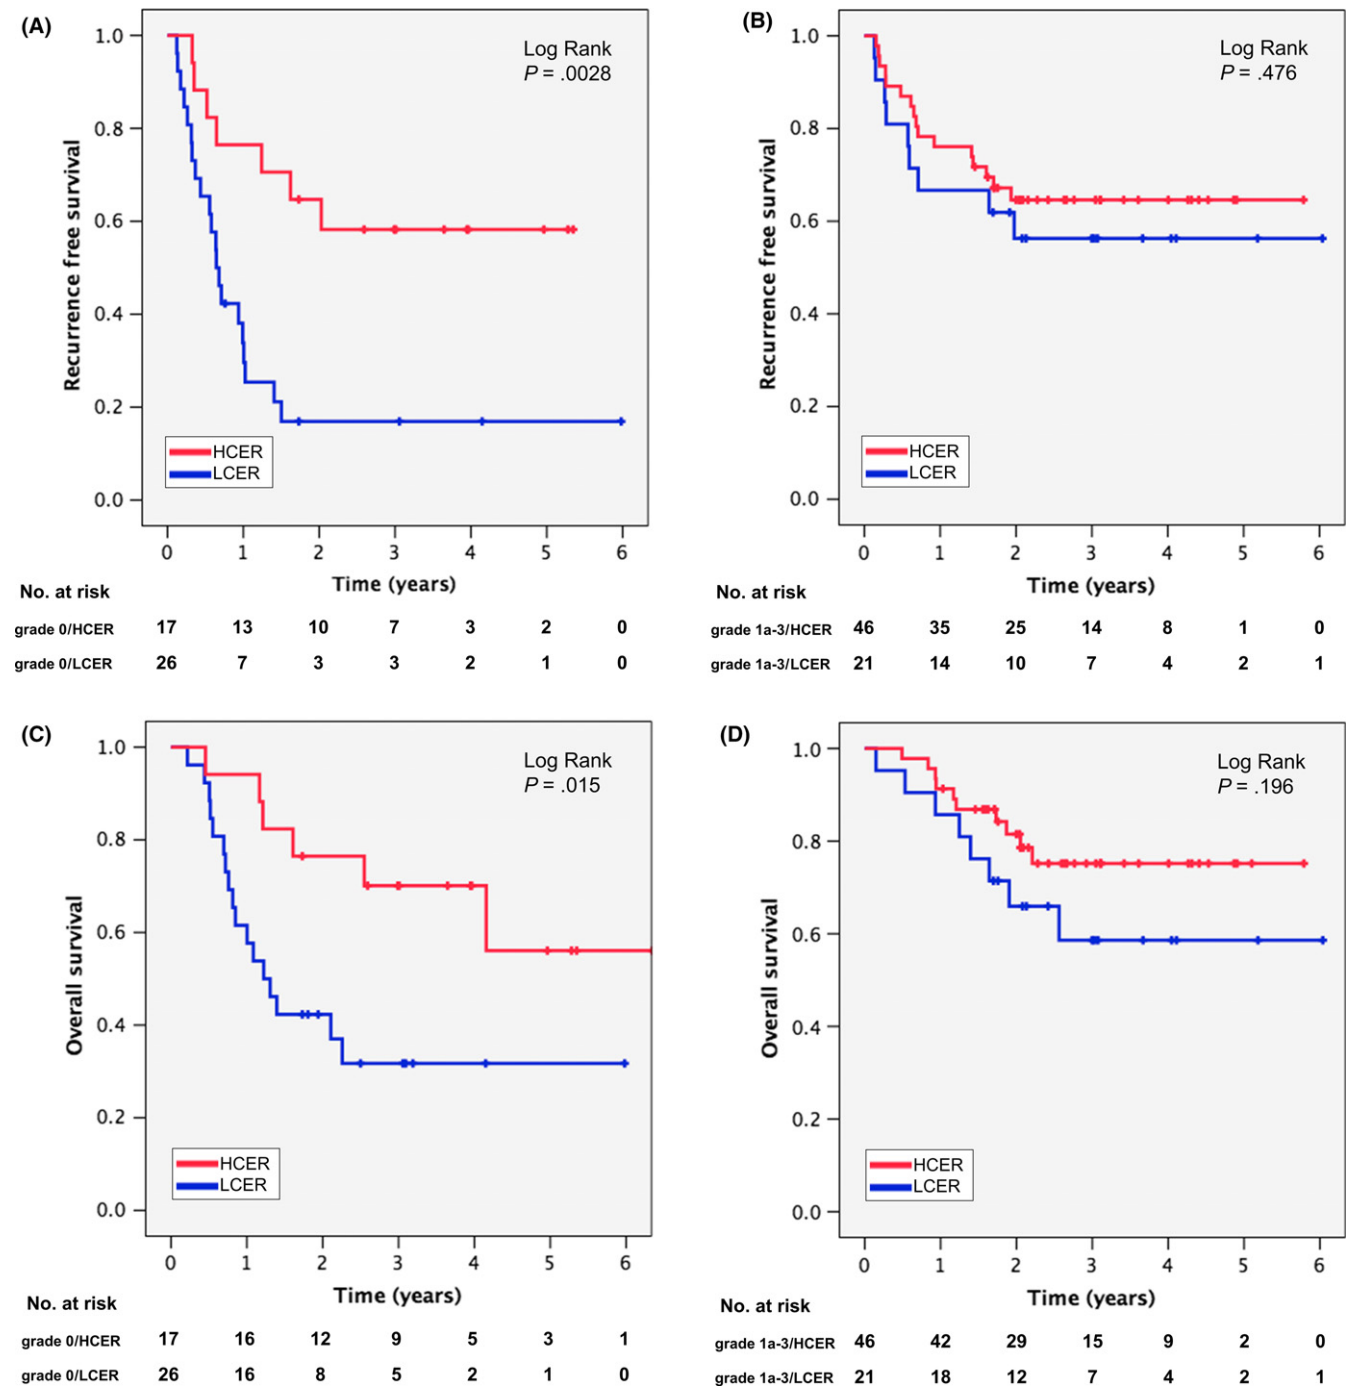 (A)
Log Rank
P = .0028
Recurrence free survival
1.0
0.8
0.6
0.4
0.2
0.0
HCER
LCER
0 1 2 3 4 5 6
Time (years)
No. at risk
grade 0/HCER 17 13 10 7 3 2 0
grade 0/LCER 26 7 3 3 2 1 0
(B)
Log Rank
P = .476
Recurrence free survival
1.0
0.8
0.6
0.4
0.2
0.0
HCER
LCER
0 1 2 3 4 5 6
Time (years)
No. at risk
grade 1a-3/HCER 46 35 25 14 8 1 0
grade 1a-3/LCER 21 14 10 7 4 2 1
(C)
Log Rank
P = .015
Overall survival
1.0
0.8
0.6
0.4
0.2
0.0
HCER
LCER
0 1 2 3 4 5 6
Time (years)
No. at risk
grade 0/HCER 17 16 12 9 5 3 1
grade 0/LCER 26 16 8 5 2 1 0
(D)
Log Rank
P = .196
Overall survival
1.0
0.8
0.6
0.4
0.2
0.0
HCER
LCER
0 1 2 3 4 5 6
Time (years)
No. at risk
grade 1a-3/HCER 46 42 29 15 9 2 0
grade 1a-3/LCER 21 18 12 7 4 2 1